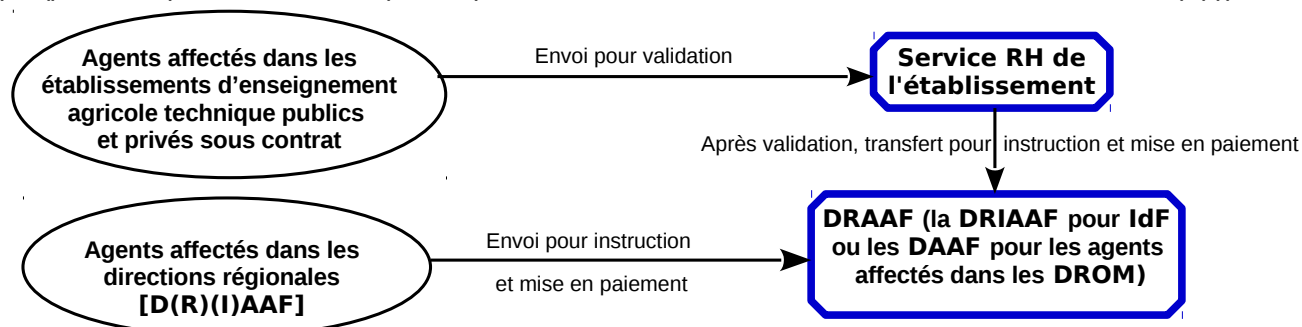 Agents affectés dans les
établissements d’enseignement
agricole technique publics
et privés sous contrat
Envoi pour validation
Service RH de
l'établissement
Après validation, transfert pour instruction et mise en paiement
Agents affectés dans les
directions régionales
[D(R)(I)AAF]
Envoi pour instruction
et mise en paiement
DRAAF (la DRIAAF pour IdF
ou les DAAF pour les agents
affectés dans les DROM)